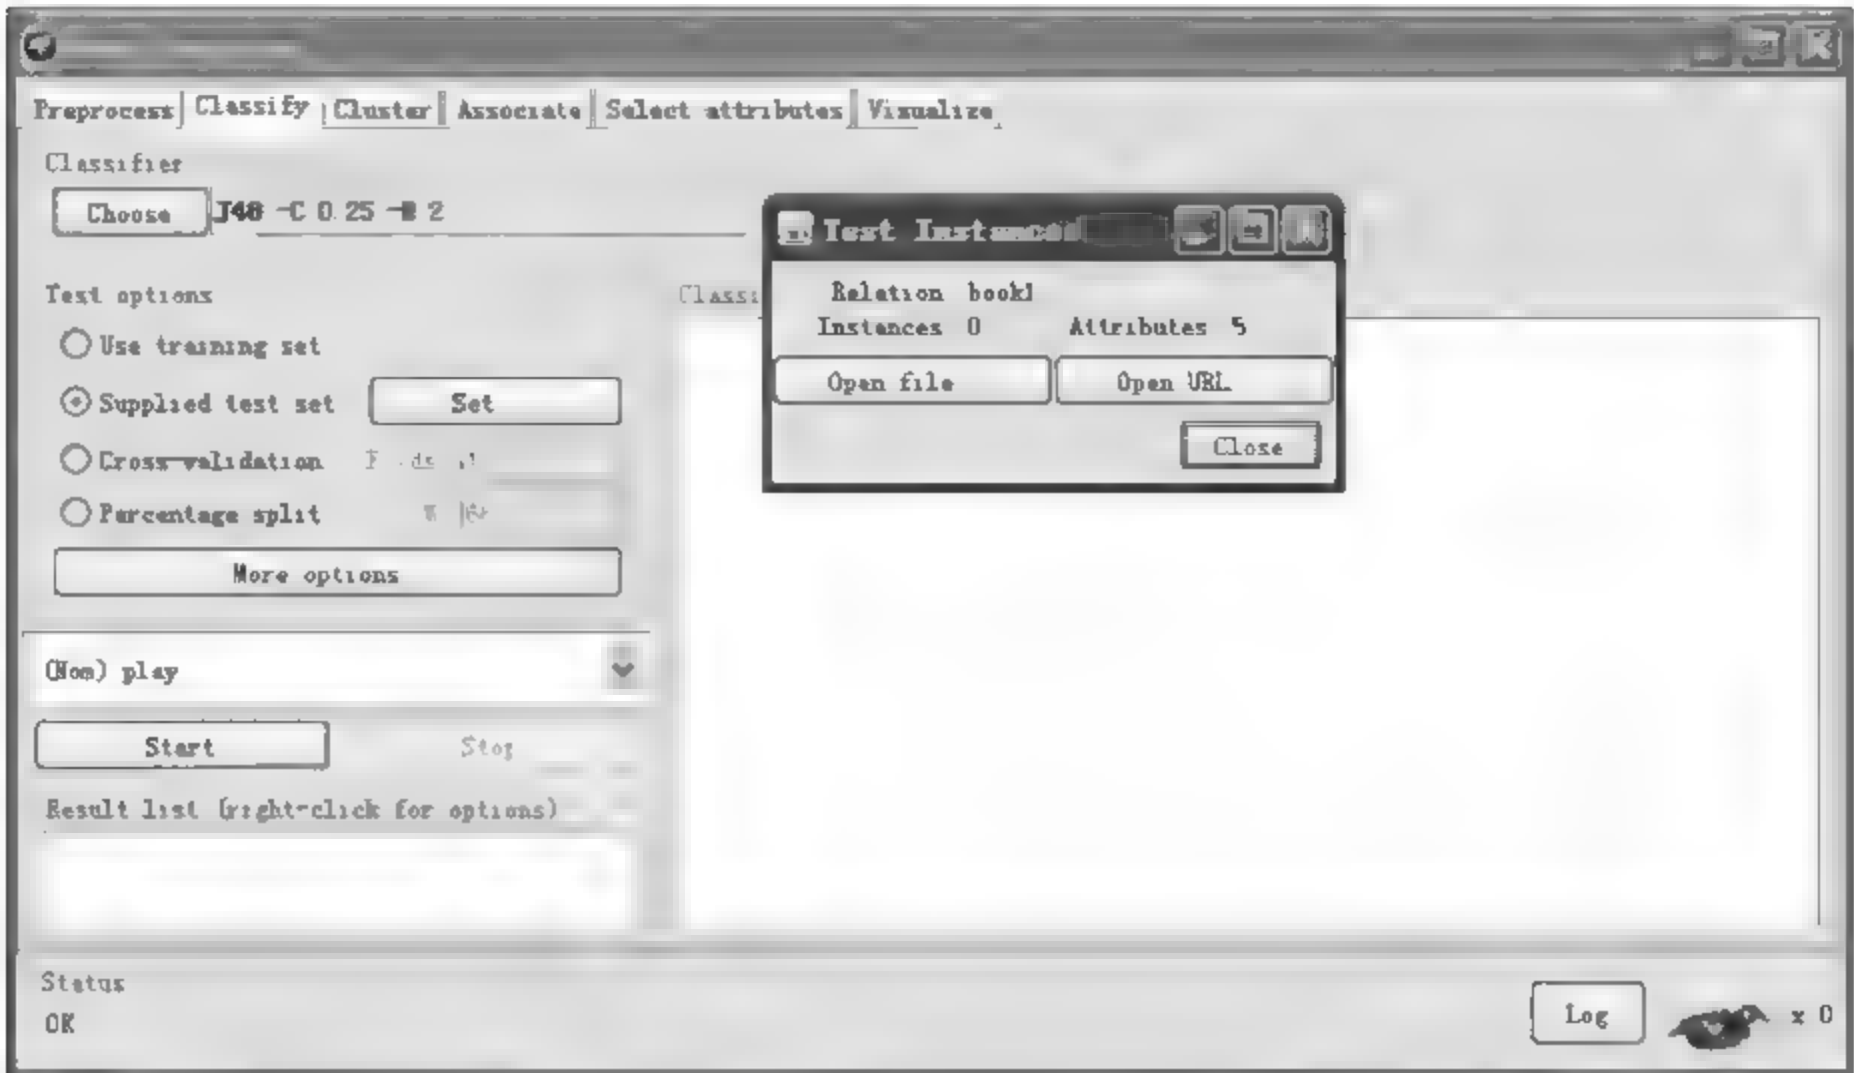 Preprocess Classify Cluster Associate Select attributes Visualize
Classifier
Choose J48 -C 0.25 -M 2
Test Instances
Relation book1
Instances 0 Attributes 5
Open file Open URL
Close
Test options
Use training set
Supplied test set Set
Cross-validation
Percentage split %
More options
(Nom) play
Start Stop
Result list (right-click for options)
Status
OK
Log x 0